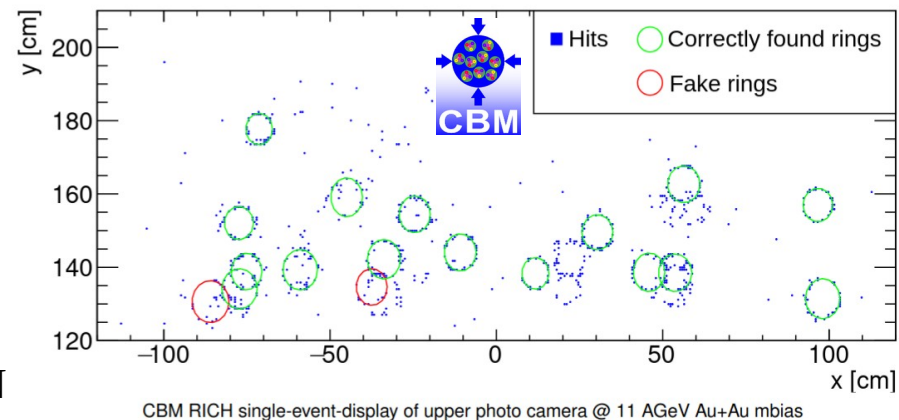 y [cm]
200
180
160
140
120
Hits
Correctly found rings
Fake rings
CBM
−100
−50
0
50
100
x [cm]
CBM RICH single-event-display of upper photo camera @ 11 AGeV Au+Au mbias